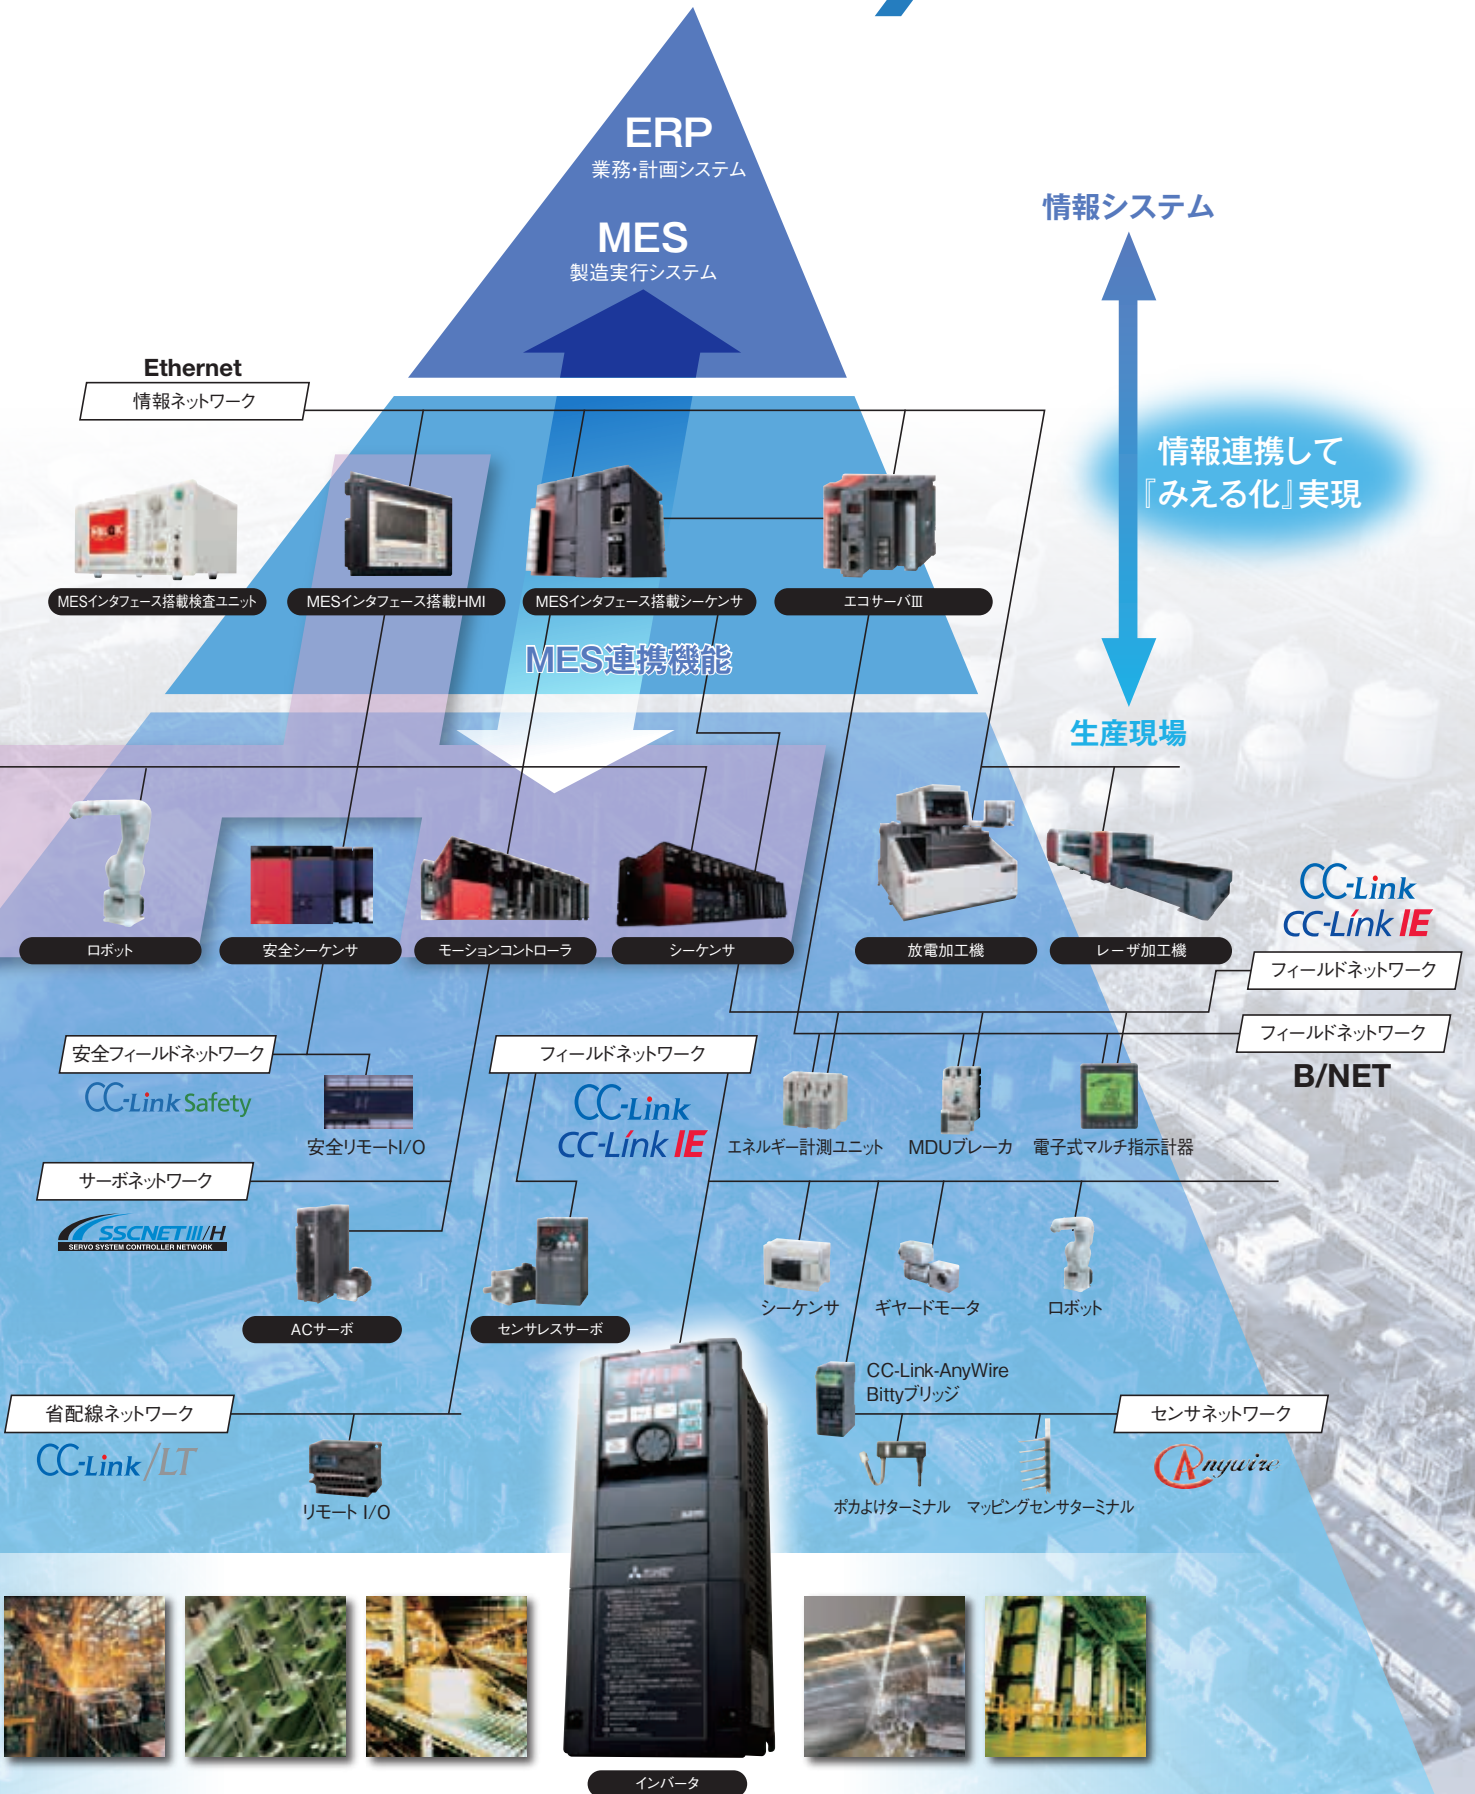 ERP
業務・計画システム
MES
製造実行システム
情報システム
Ethernet
情報ネットワーク
情報連携して
『みえる化』実現
MESインタフェース搭載検査ユニット
MESインタフェース搭載HMI
MESインタフェース搭載シーケンサ
エコサーバⅢ
MES連携機能
生産現場
ロボット
安全シーケンサ
モーションコントローラ
シーケンサ
放電加工機
レーザ加工機
CC-Link
CC-Link IE
フィールドネットワーク
フィールドネットワーク
B/NET
安全フィールドネットワーク
CC-Link Safety
安全リモートI/O
フィールドネットワーク
CC-Link
CC-Link IE
エネルギー計測ユニット
MDUブレーカ
電子式マルチ指示計器
サーボネットワーク
SSCNETⅢ/H
SERVO SYSTEM CONTROLLER NETWORK
ACサーボ
センサレスサーボ
シーケンサ
ギヤードモータ
ロボット
CC-Link-AnyWire
Bittyブリッジ
省配線ネットワーク
CC-Link/LT
リモート I/O
センサネットワーク
Anywire
ポカよけターミナル
マッピングセンサターミナル
インバータ